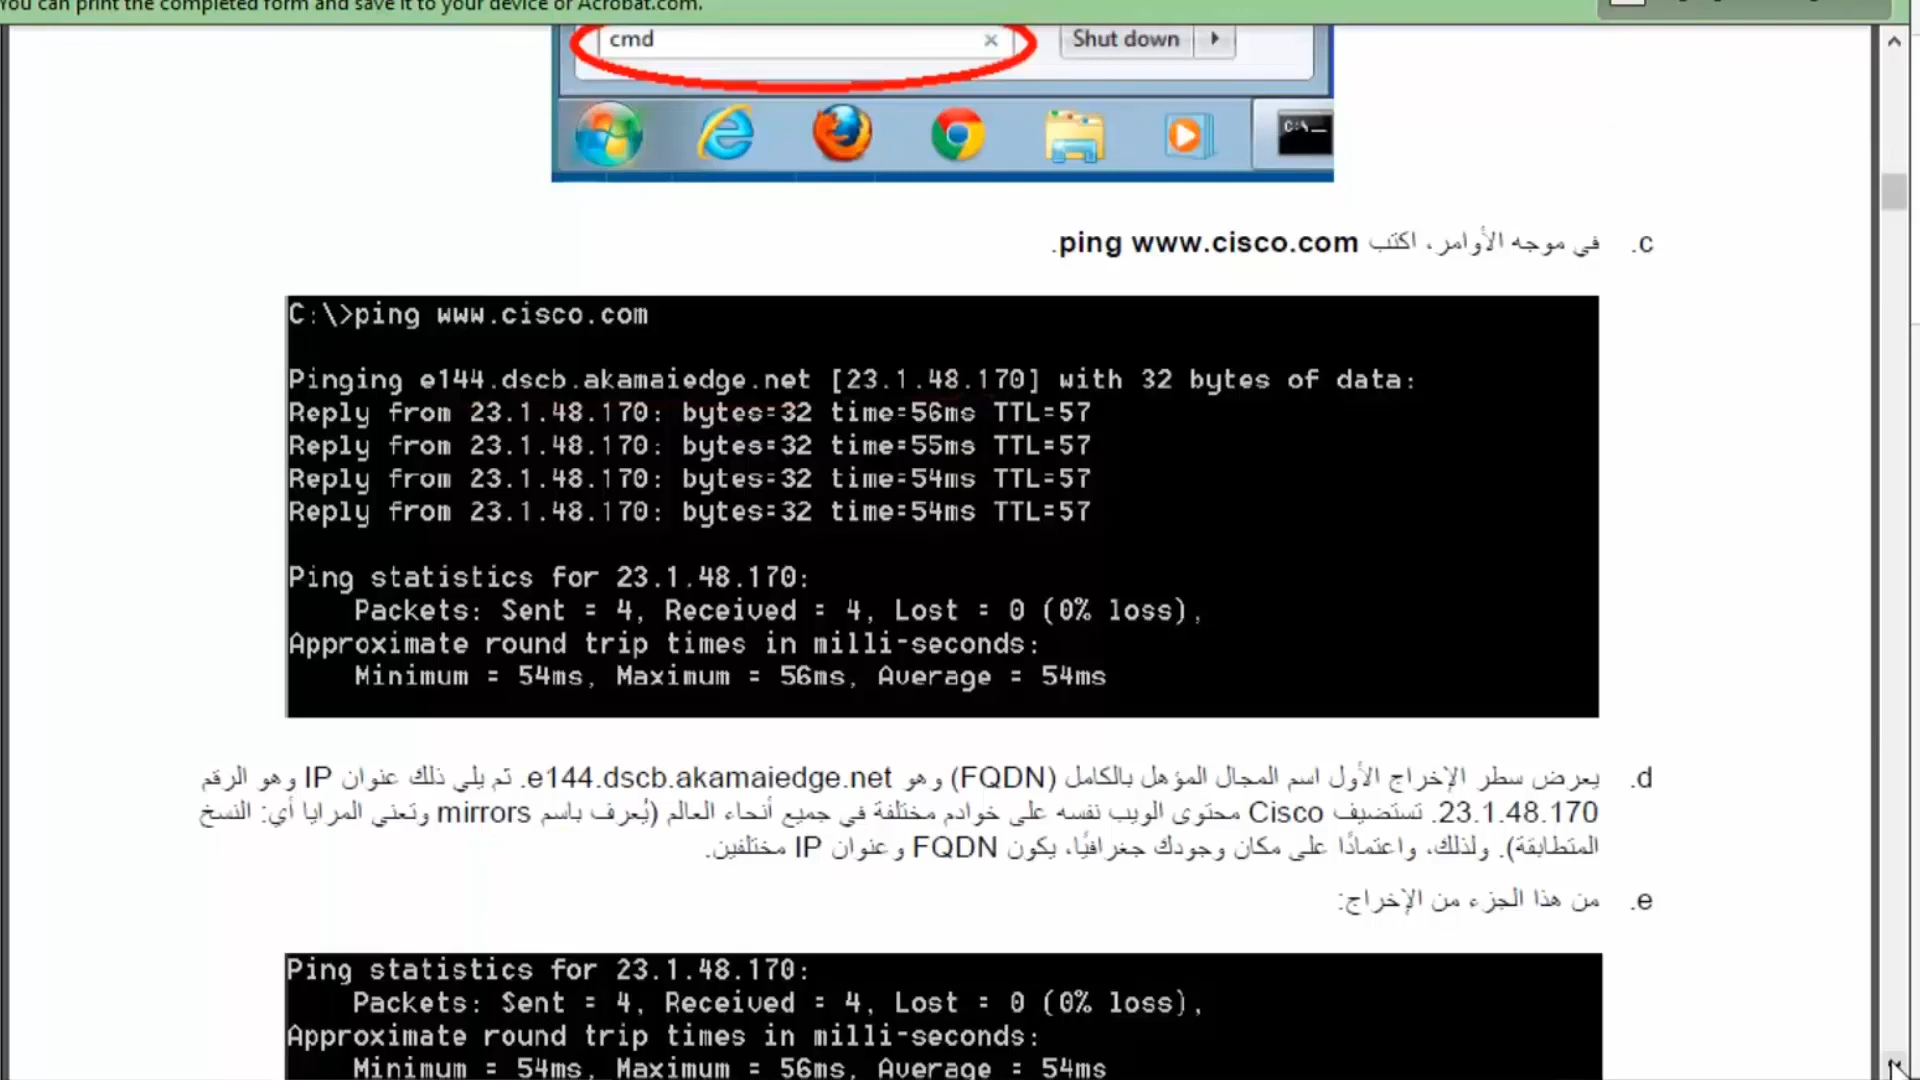 You can print the completed form and save it to your device or Acrobat.com.
cmd
Shut down
C:\_
c. في موجه الأوامر، اكتب ping www.cisco.com.
C:\>ping www.cisco.com
Pinging e144.dscb.akamaiedge.net [23.1.48.170] with 32 bytes of data:
Reply from 23.1.48.170: bytes=32 time=56ms TTL=57
Reply from 23.1.48.170: bytes=32 time=55ms TTL=57
Reply from 23.1.48.170: bytes=32 time=54ms TTL=57
Reply from 23.1.48.170: bytes=32 time=54ms TTL=57
Ping statistics for 23.1.48.170:
Packets: Sent = 4, Received = 4, Lost = 0 (0% loss),
Approximate round trip times in milli-seconds:
Minimum = 54ms, Maximum = 56ms, Average = 54ms
d. يعرض سطر الإخراج الأول اسم المجال المؤهل بالكامل (FQDN) وهو e144.dscb.akamaiedge.net. ثم يلي ذلك عنوان IP وهو الرقم
23.1.48.170. تستضيف Cisco محتوى الويب نفسه على خوادم مختلفة في جميع أنحاء العالم (يُعرف باسم mirrors وتعني المرايا أي: النسخ
المتطابقة). ولذلك، واعتمادًا على مكان وجودك جغرافيًا، يكون FQDN وعنوان IP مختلفين.
e. من هذا الجزء من الإخراج:
Ping statistics for 23.1.48.170:
Packets: Sent = 4, Received = 4, Lost = 0 (0% loss),
Approximate round trip times in milli-seconds:
Minimum = 54ms, Maximum = 56ms, Average = 54ms